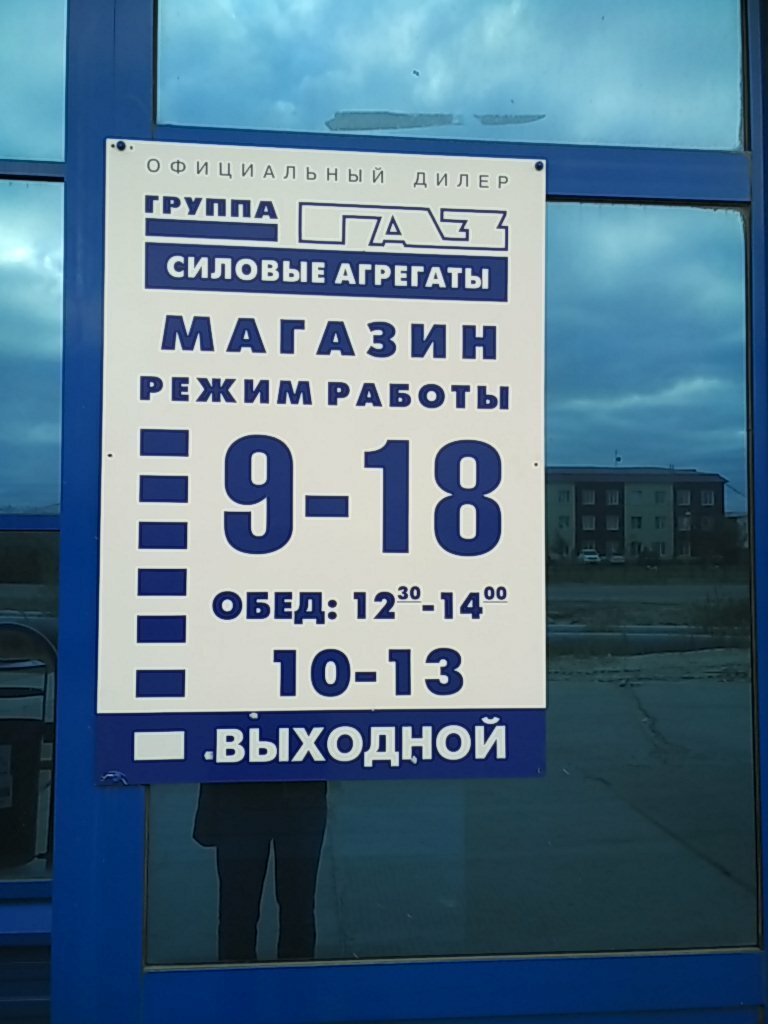 ОФИЦИАЛЬНЫЙ ДИЛЕР
ГРУППА ГАЗ
СИЛОВЫЕ АГРЕГАТЫ
МАГАЗИН
РЕЖИМ РАБОТЫ
9-18
ОБЕД: 12³⁰-14⁰⁰
10-13
ВЫХОДНОЙ